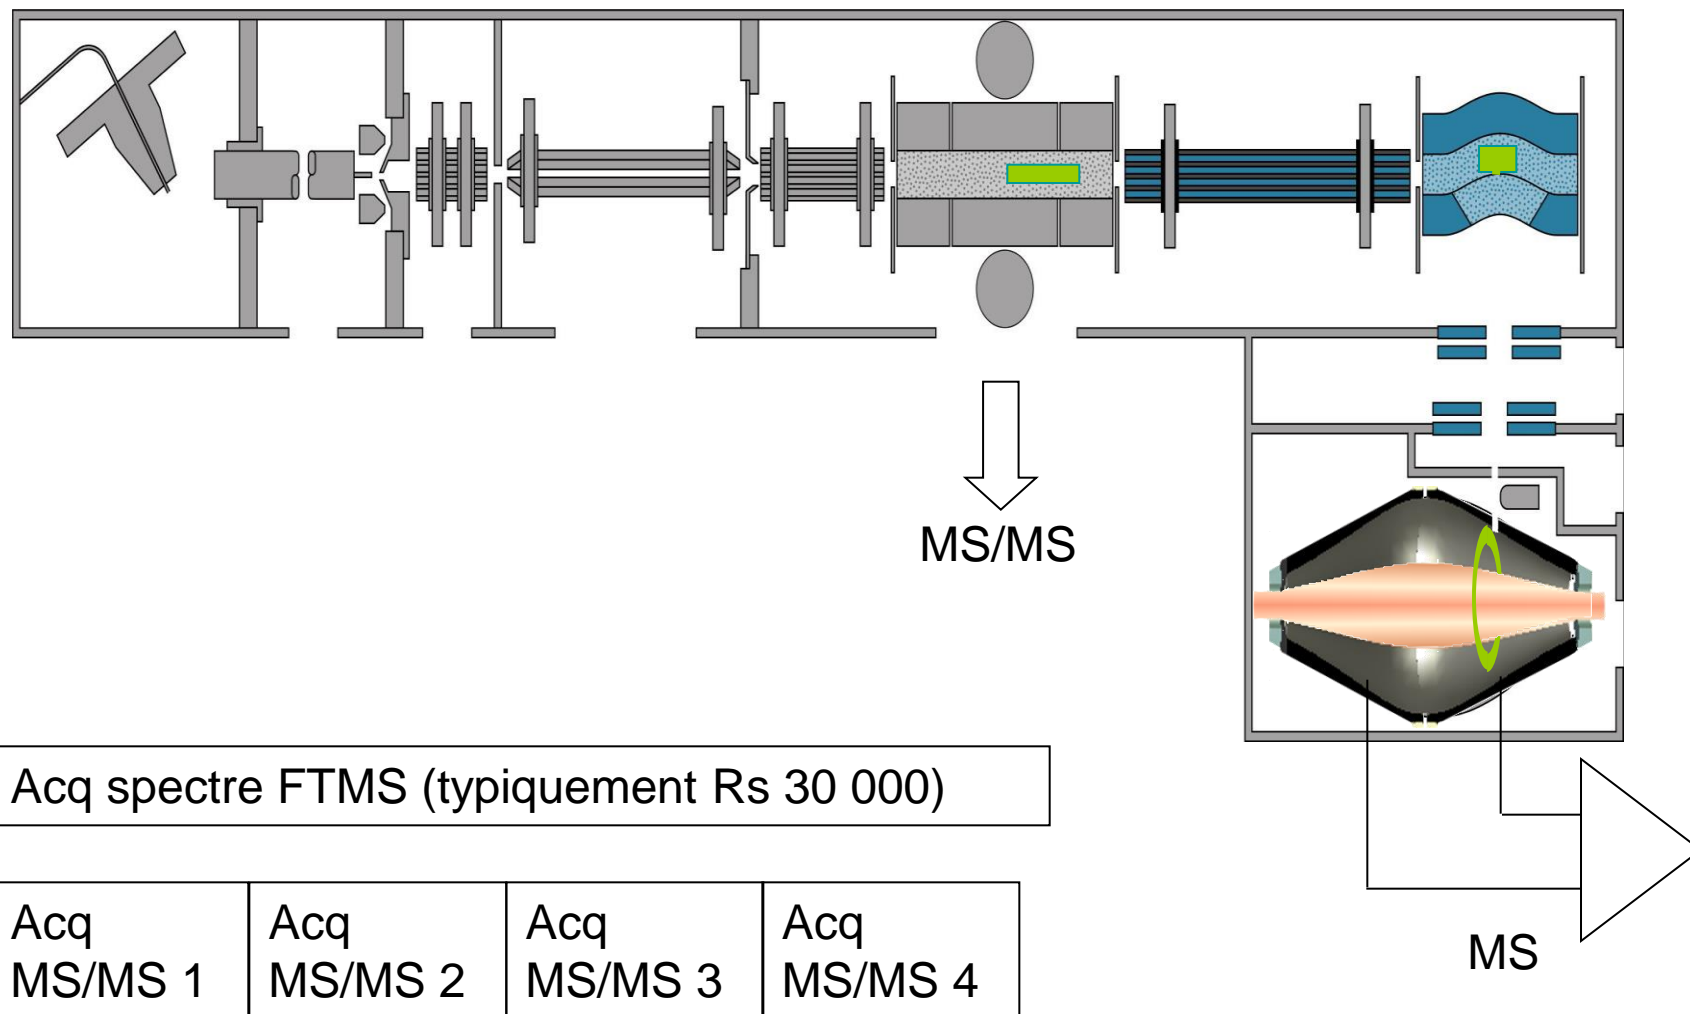 MS/MS
Acq spectre FTMS (typiquement Rs 30 000)
Acq
MS/MS 1
Acq
MS/MS 2
Acq
MS/MS 3
Acq
MS/MS 4
MS